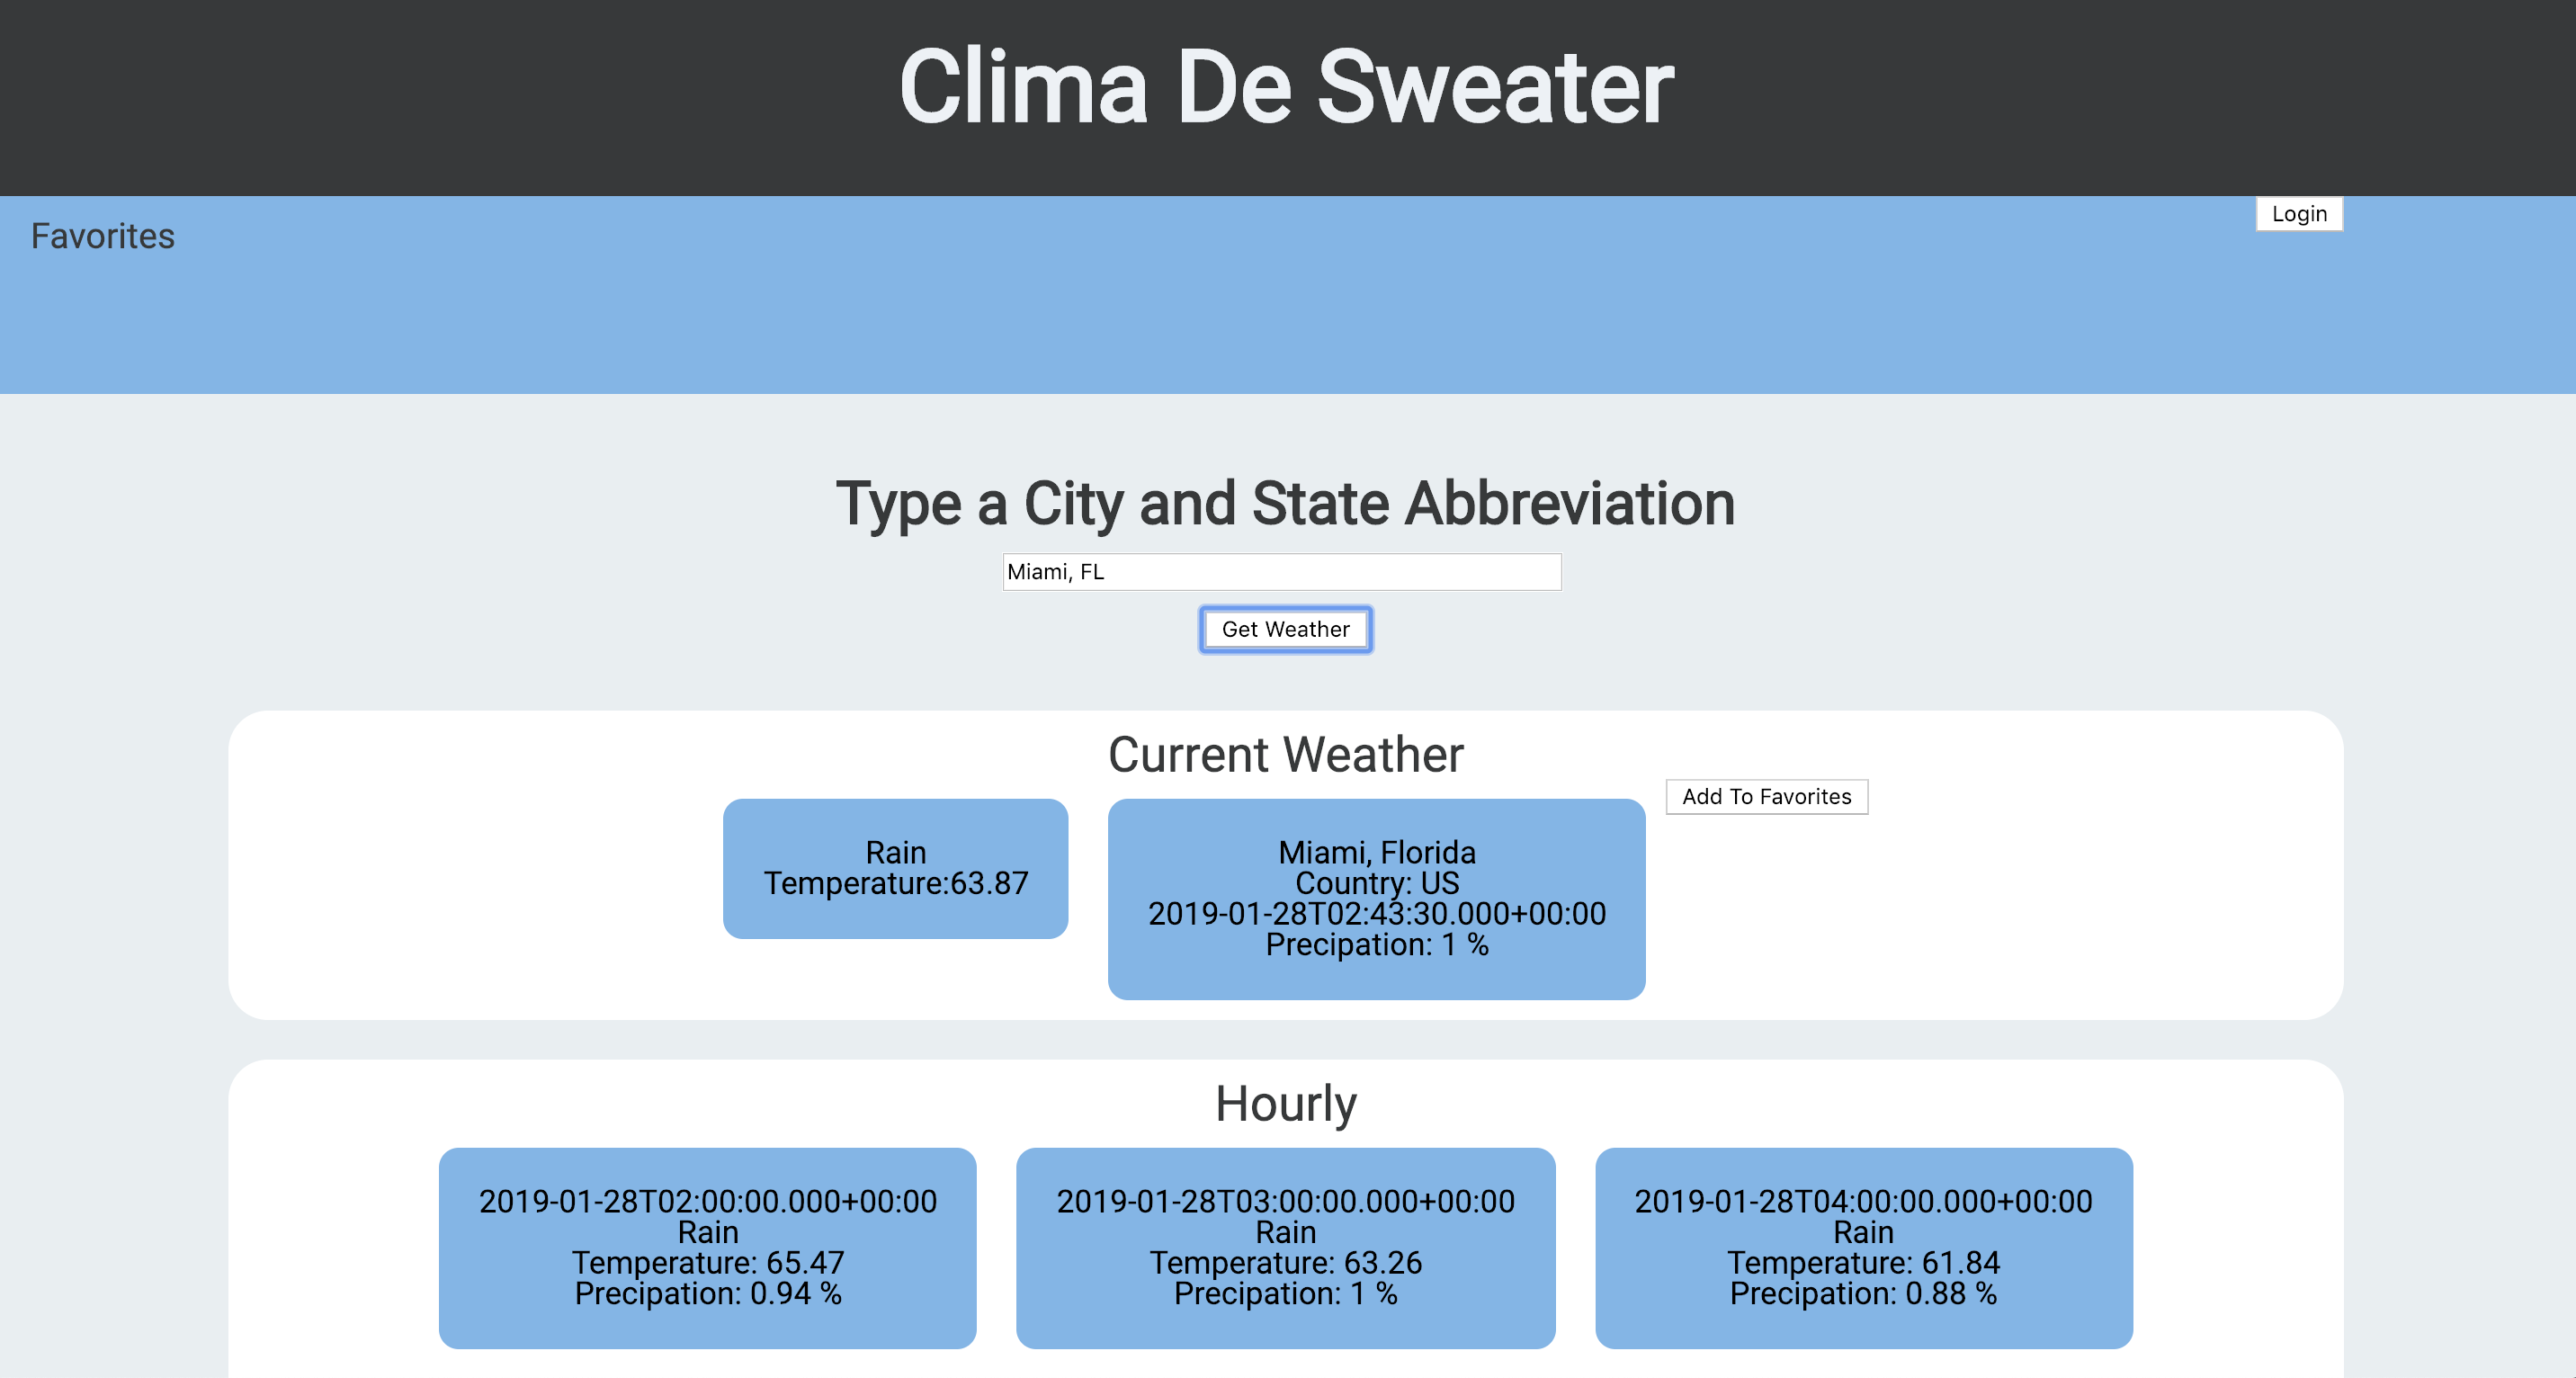 Clima De Sweater
Favorites
Login
Type a City and State Abbreviation
Miami, FL
Get Weather
Current Weather
Add To Favorites
Rain
Temperature:63.87
Miami, Florida
Country: US
2019-01-28T02:43:30.000+00:00
Precipation: 1 %
Hourly
2019-01-28T02:00:00.000+00:00
Rain
Temperature: 65.47
Precipation: 0.94 %
2019-01-28T03:00:00.000+00:00
Rain
Temperature: 63.26
Precipation: 1 %
2019-01-28T04:00:00.000+00:00
Rain
Temperature: 61.84
Precipation: 0.88 %